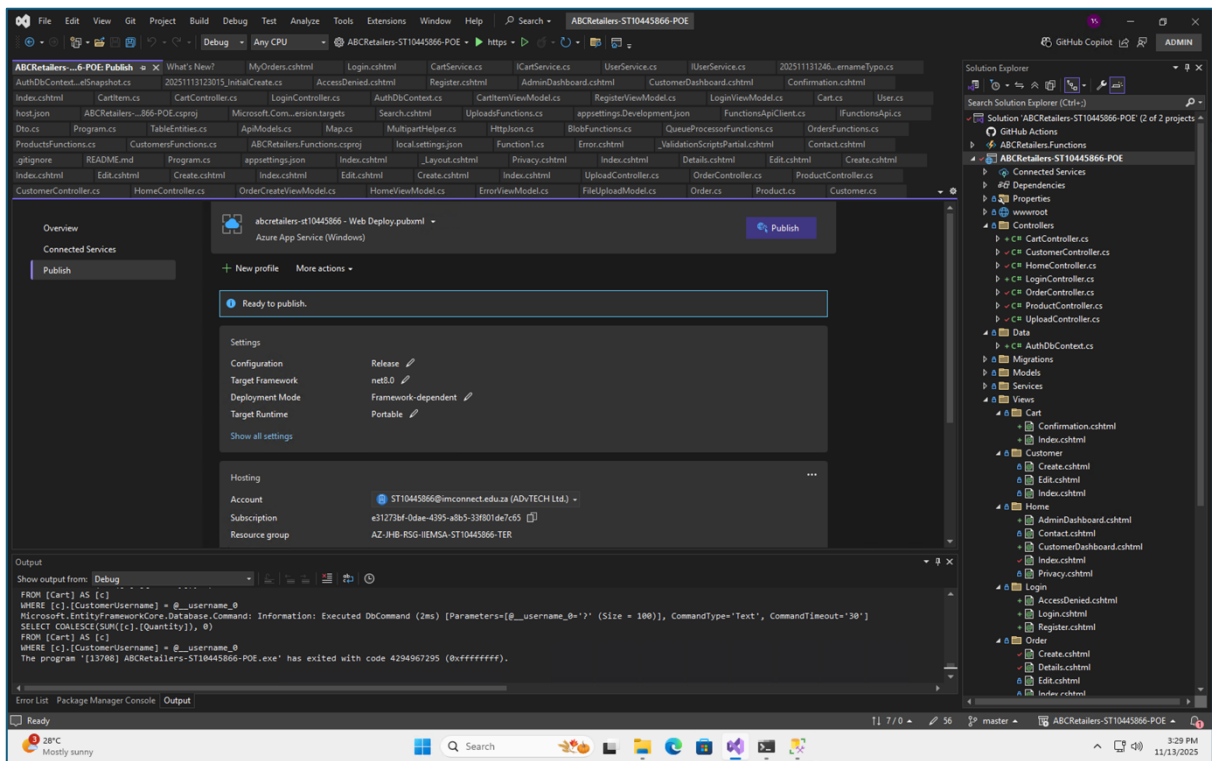 File Edit View Git Project Build Debug Test Analyze Tools Extensions Window Help Search ABCRetailers-ST10445866-POE
Debug Any CPU ABCRetailers-ST10445866-POE https GitHub Copilot ADMIN
ABCRetailers-...6-POE: Publish What's New? MyOrders.cshtml Login.cshtml CartService.cs ICartService.cs UserService.cs IUserService.cs 202511131246...ernameTypo.cs
AuthDbContext...elSnapshot.cs 20251113123015_InitialCreate.cs AccessDenied.cshtml Register.cshtml AdminDashboard.cshtml CustomerDashboard.cshtml Confirmation.cshtml
Index.cshtml CartItem.cs CartController.cs LoginController.cs AuthDbContext.cs CartItemViewModel.cs RegisterViewModel.cs LoginViewModel.cs Cart.cs User.cs
host.json ABCRetailers-...866-POE.csproj Microsoft.Com...ersion.targets Search.cshtml UploadsFunctions.cs appsettings.Development.json FunctionsApiClient.cs IFunctionsApi.cs
Dto.cs Program.cs TableEntities.cs ApiModels.cs Map.cs MultipartHelper.cs HttpJson.cs BlobFunctions.cs QueueProcessorFunctions.cs OrdersFunctions.cs
ProductsFunctions.cs CustomersFunctions.cs ABCRetailers.Functions.csproj local.settings.json Function1.cs Error.cshtml _ValidationScriptsPartial.cshtml Contact.cshtml
.gitignore README.md Program.cs appsettings.json Index.cshtml _Layout.cshtml Privacy.cshtml Index.cshtml Details.cshtml Edit.cshtml Create.cshtml
Index.cshtml Edit.cshtml Create.cshtml Index.cshtml Edit.cshtml Create.cshtml Index.cshtml UploadController.cs OrderController.cs ProductController.cs
CustomerController.cs HomeController.cs OrderCreateViewModel.cs HomeViewModel.cs ErrorViewModel.cs FileUploadModel.cs Order.cs Product.cs Customer.cs
Overview
Connected Services
Publish
abcretailers-st10445866 - Web Deploy.pubxml
Azure App Service (Windows)
Publish
New profile More actions
Ready to publish.
Settings
Configuration Release
Target Framework net8.0
Deployment Mode Framework-dependent
Target Runtime Portable
Show all settings
Hosting
Account ST10445866@imconnect.edu.za (ADvTECH Ltd.)
Subscription e31273bf-0dae-4395-a8b5-33f801de7c65
Resource group AZ-JHB-RSG-IIEMSA-ST10445866-TER
Output
Show output from: Debug
FROM [Cart] AS [c]
WHERE [c].[CustomerUsername] = @__username_0
Microsoft.EntityFrameworkCore.Database.Command: Information: Executed DbCommand (2ms) [Parameters=[@__username_0='?' (Size = 100)], CommandType='Text', CommandTimeout='30']
SELECT COALESCE(SUM([c].[Quantity]), 0)
FROM [Cart] AS [c]
WHERE [c].[CustomerUsername] = @__username_0
The program '[13708] ABCRetailers-ST10445866-POE.exe' has exited with code 4294967295 (0xffffffff).
Error List Package Manager Console Output
Solution Explorer
Search Solution Explorer (Ctrl+;)
Solution 'ABCRetailers-ST10445866-POE' (2 of 2 projects
GitHub Actions
ABCRetailers.Functions
ABCRetailers-ST10445866-POE
Connected Services
Dependencies
Properties
wwwroot
Controllers
C# CartController.cs
C# CustomerController.cs
C# HomeController.cs
C# LoginController.cs
C# OrderController.cs
C# ProductController.cs
C# UploadController.cs
Data
C# AuthDbContext.cs
Migrations
Models
Services
Views
Cart
Confirmation.cshtml
Index.cshtml
Customer
Create.cshtml
Edit.cshtml
Index.cshtml
Home
AdminDashboard.cshtml
Contact.cshtml
CustomerDashboard.cshtml
Index.cshtml
Privacy.cshtml
Login
AccessDenied.cshtml
Login.cshtml
Register.cshtml
Order
Create.cshtml
Details.cshtml
Edit.cshtml
Index.cshtml
Ready 7 / 0 56 master ABCRetailers-ST10445866-POE
28°C
Mostly sunny
Search
3:29 PM
11/13/2025